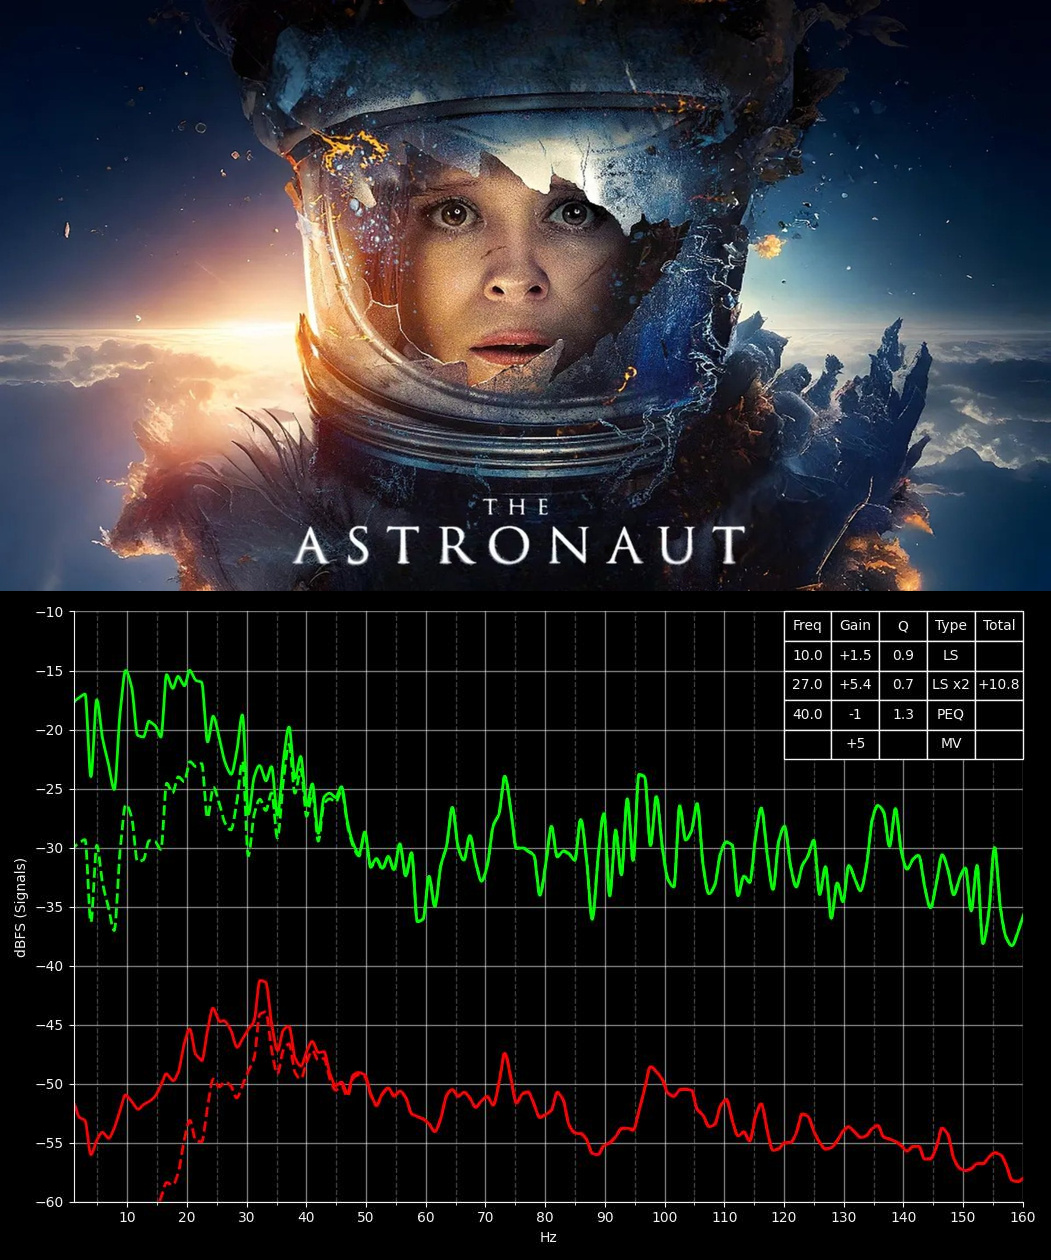 THE
ASTRONAUT
Freq Gain Q Type Total
10.0 +1.5 0.9 LS
27.0 +5.4 0.7 LS x2 +10.8
40.0 -1 1.3 PEQ
+5 MV
−10
−15
−20
−25
−30
−35
−40
−45
−50
−55
−60
dBFS (Signals)
10 20 30 40 50 60 70 80 90 100 110 120 130 140 150 160
Hz